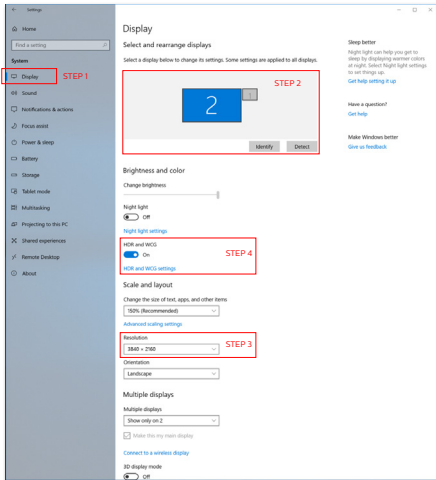 Settings
Home
Find a setting
System
Display
STEP 1
Sound
Notifications & actions
Focus assist
Power & sleep
Battery
Storage
Tablet mode
Multitasking
Projecting to this PC
Shared experiences
Remote Desktop
About
Display
Select and rearrange displays
Select a display below to change its settings. Some settings are applied to all displays.
STEP 2
2
1
Identify
Detect
Brightness and color
Change brightness
Night light
Off
Night light settings
HDR and WCG
On
STEP 4
HDR and WCG settings
Scale and layout
Change the size of text, apps, and other items
150% (Recommended)
Advanced scaling settings
Resolution
3840 × 2160
STEP 3
Orientation
Landscape
Multiple displays
Multiple displays
Show only on 2
Make this my main display
Connect to a wireless display
3D display mode
Off
Sleep better
Night light can help you get to
sleep by displaying warmer colors
at night. Select Night light settings
to set things up.
Get help setting it up
Have a question?
Get help
Make Windows better
Give us feedback